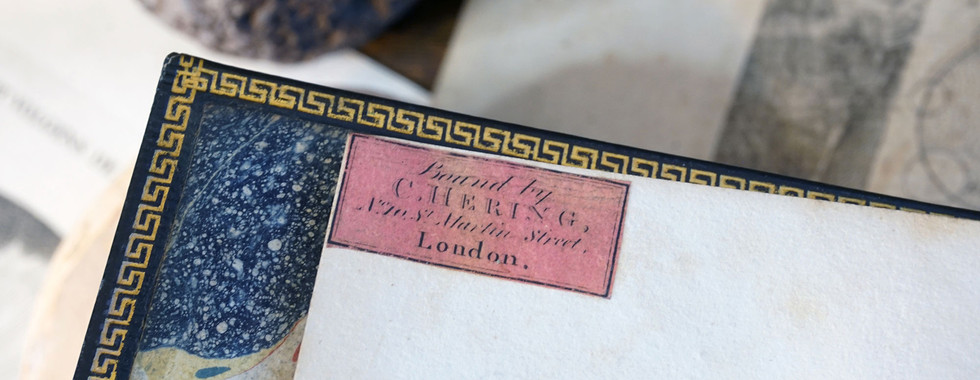 Bound by
C. HERING,
No. 10, St. Martin Street,
London.